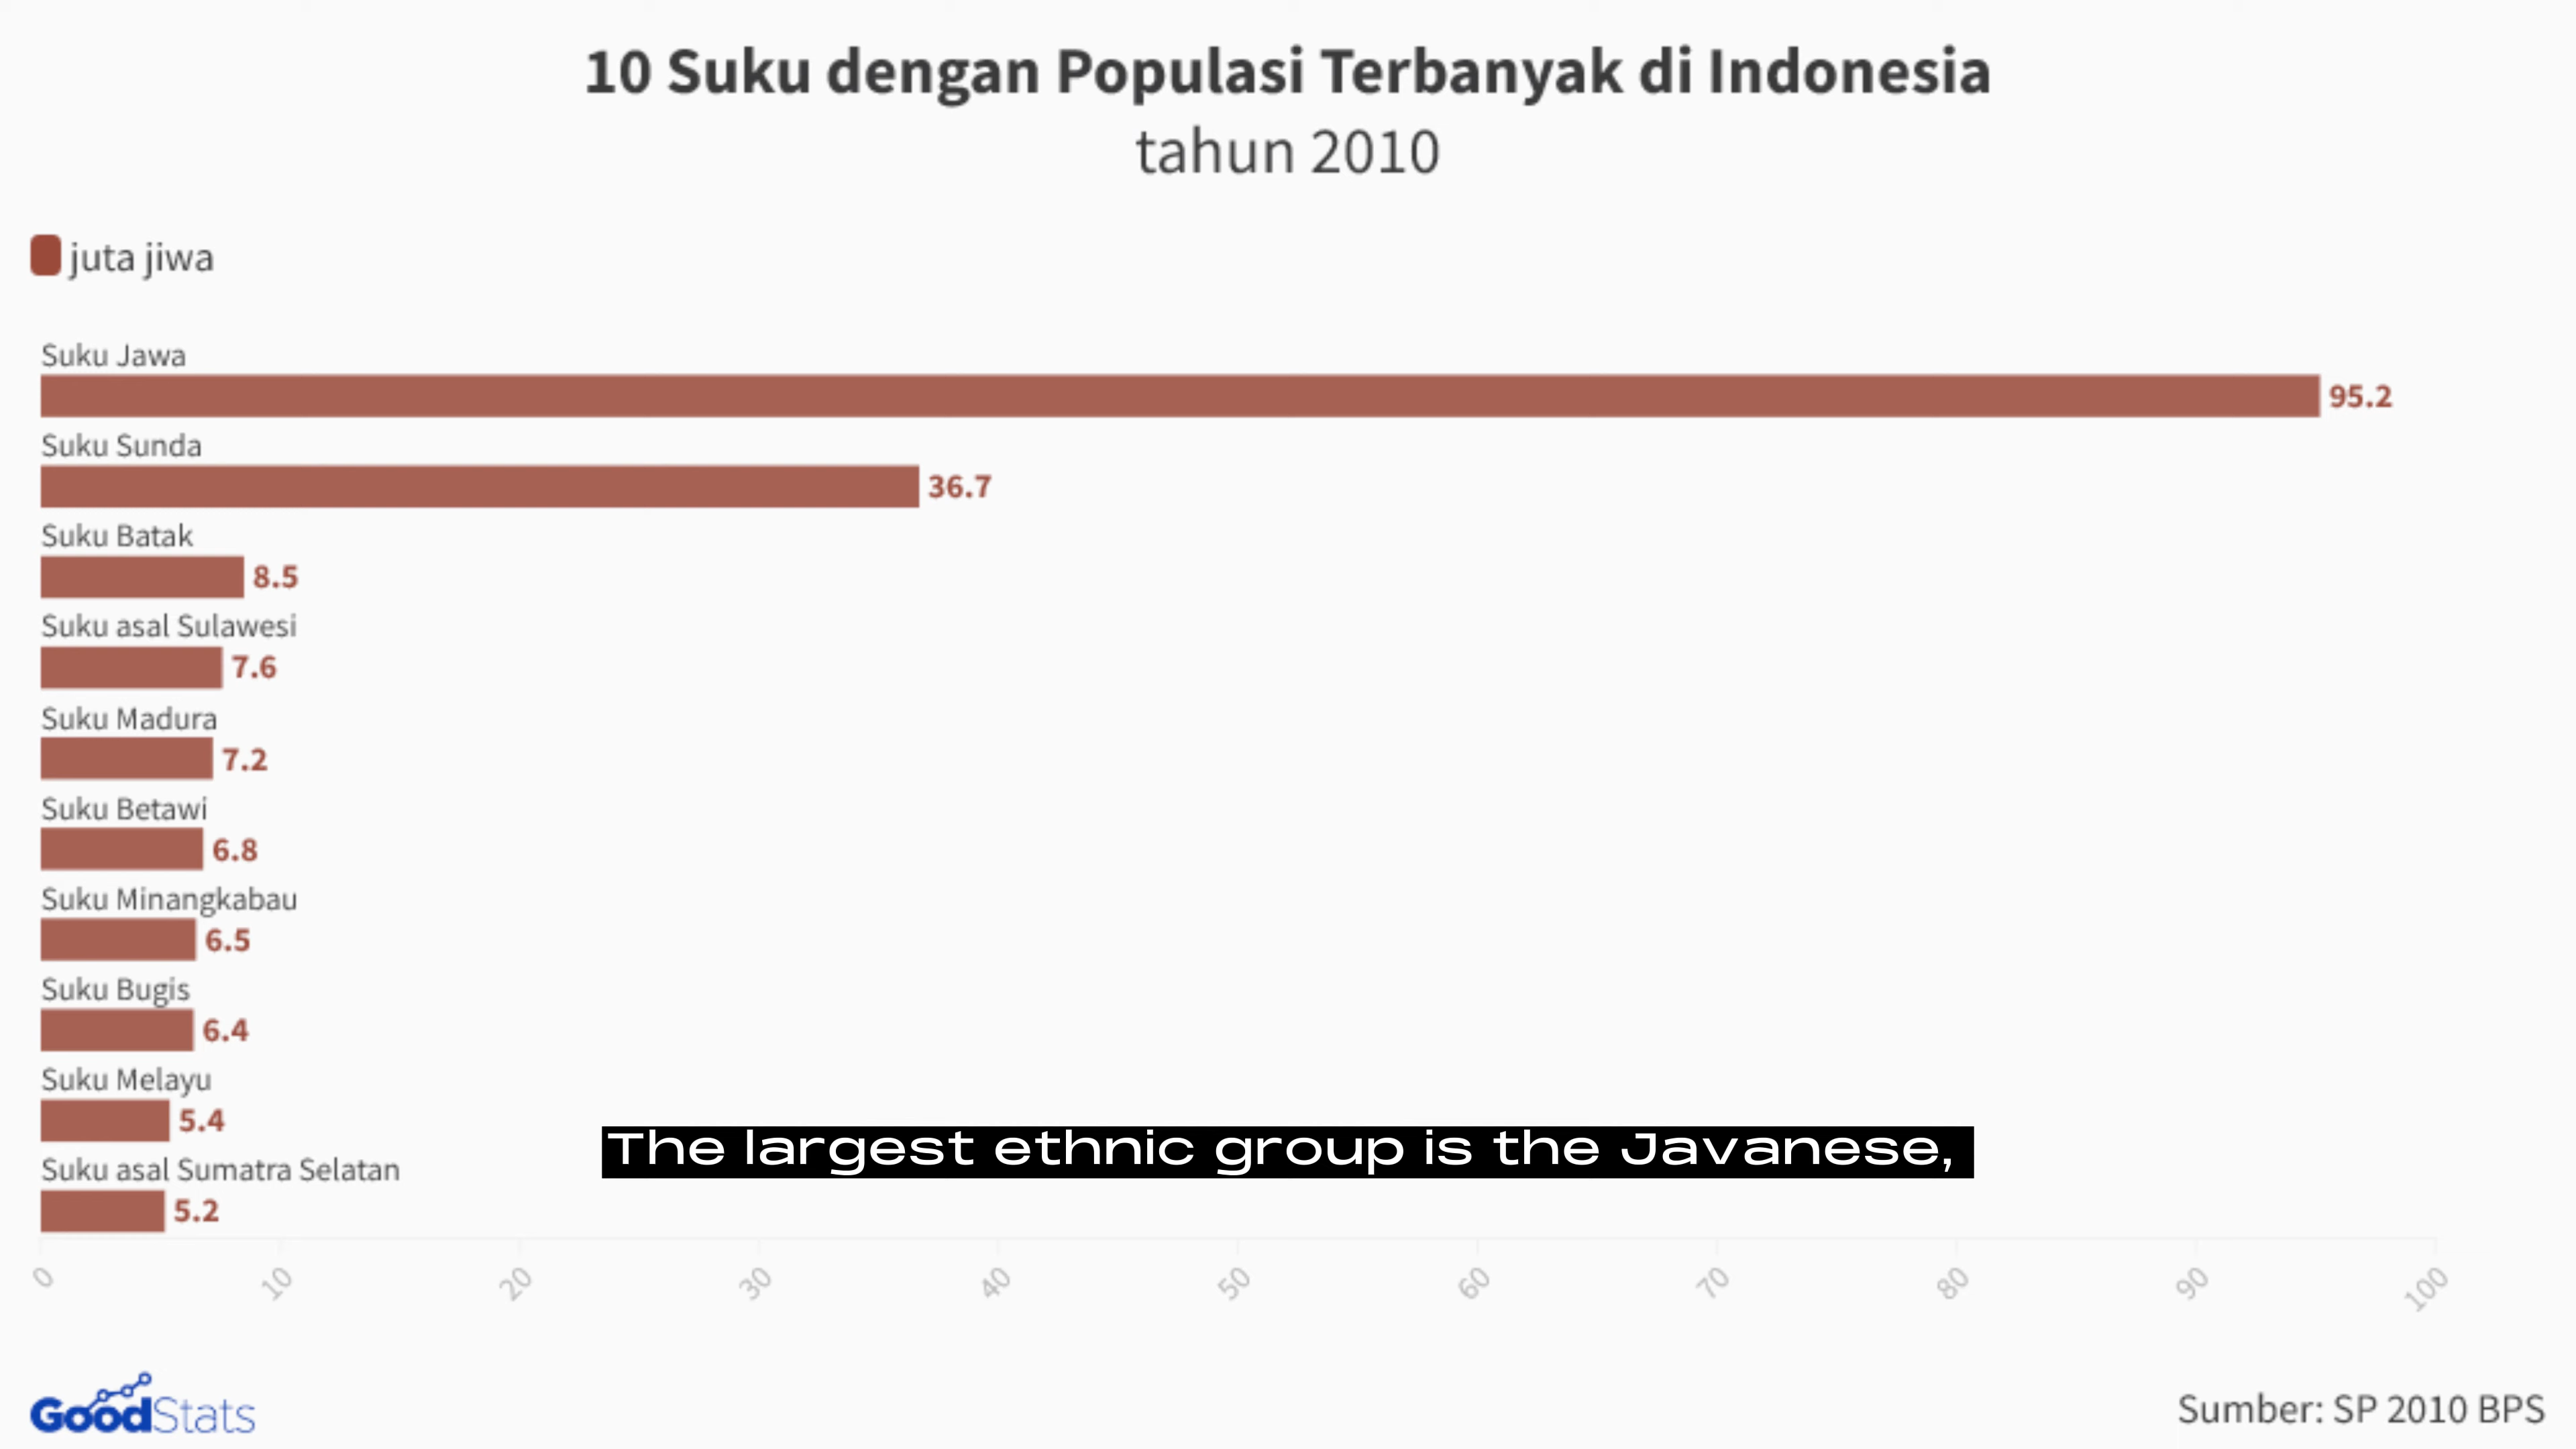 10 Suku dengan Populasi Terbanyak di Indonesia
tahun 2010
juta jiwa
Suku Jawa
95.2
Suku Sunda
36.7
Suku Batak
8.5
Suku asal Sulawesi
7.6
Suku Madura
7.2
Suku Betawi
6.8
Suku Minangkabau
6.5
Suku Bugis
6.4
Suku Melayu
5.4
The largest ethnic group is the Javanese,
Suku asal Sumatra Selatan
5.2
0 10 20 30 40 50 60 70 80 90 100
GoodStats
Sumber: SP 2010 BPS